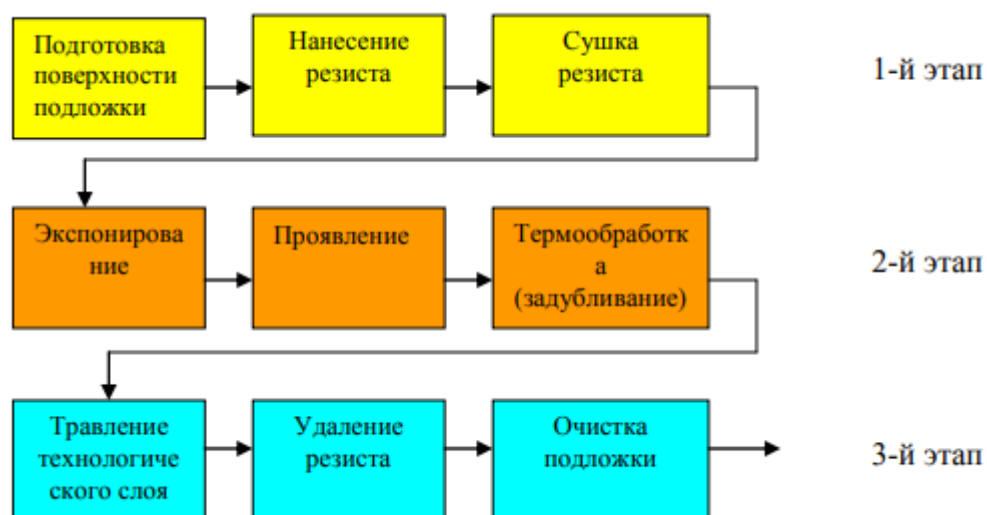 Подготовка
поверхности
подложки
Нанесение
резиста
Сушка
резиста
1-й этап
Экспонирова
ние
Проявление
Термообработк
а
(задубливание)
2-й этап
Травление
технологиче
ского слоя
Удаление
резиста
Очистка
подложки
3-й этап